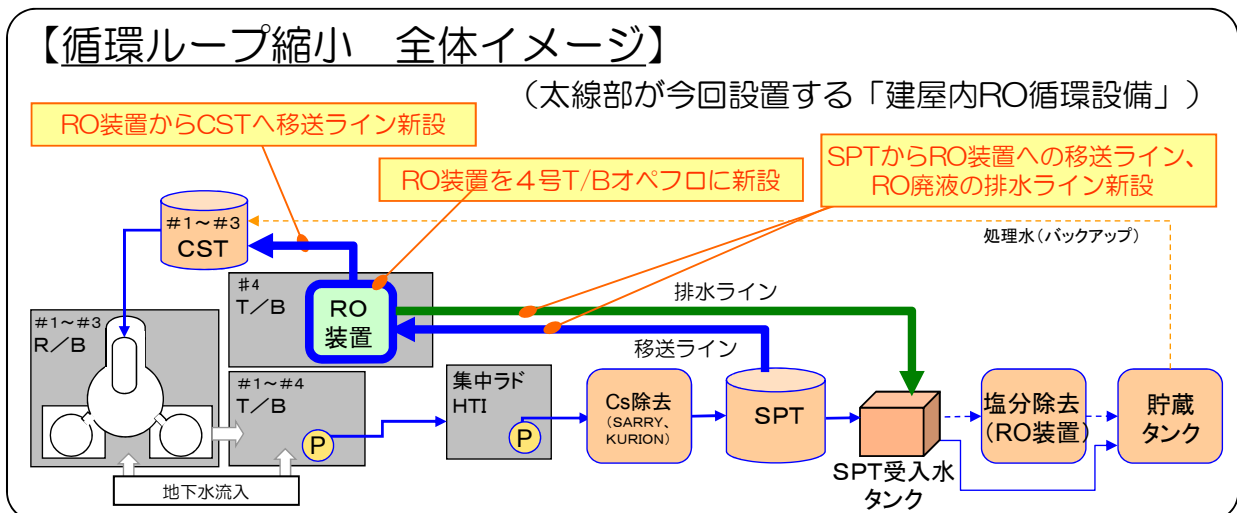 【循環ループ縮小　全体イメージ】
（太線部が今回設置する「建屋内RO循環設備」）
RO装置からCSTへ移送ライン新設
RO装置を４号T/Bオペフロに新設
SPTからRO装置への移送ライン、
RO廃液の排水ライン新設
＃1～＃3
CST
処理水（バックアップ）
＃4
T／B
RO
装置
排水ライン
移送ライン
＃1～＃3
R／B
＃1～＃4
T／B
P
集中ラド
HTI
P
Cs除去
（SARRY、
KURION）
SPT
SPT受入水
タンク
塩分除去
（RO装置）
貯蔵
タンク
地下水流入